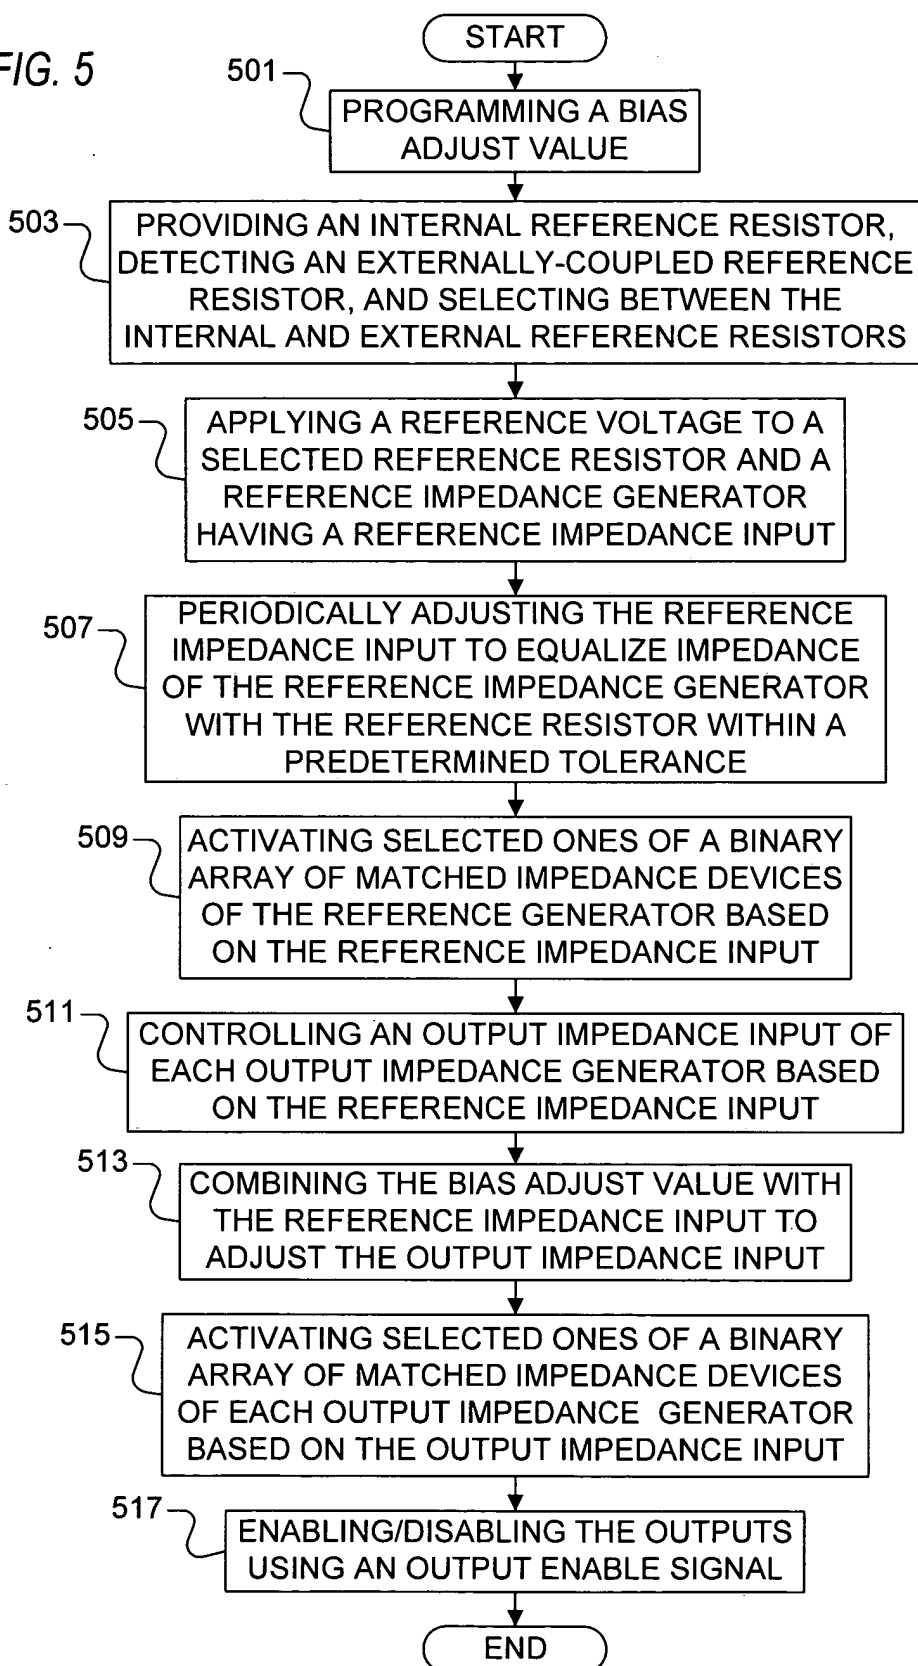 FIG. 5
START
501
PROGRAMMING A BIAS
ADJUST VALUE
503
PROVIDING AN INTERNAL REFERENCE RESISTOR,
DETECTING AN EXTERNALLY-COUPLED REFERENCE
RESISTOR, AND SELECTING BETWEEN THE
INTERNAL AND EXTERNAL REFERENCE RESISTORS
505
APPLYING A REFERENCE VOLTAGE TO A
SELECTED REFERENCE RESISTOR AND A
REFERENCE IMPEDANCE GENERATOR
HAVING A REFERENCE IMPEDANCE INPUT
507
PERIODICALLY ADJUSTING THE REFERENCE
IMPEDANCE INPUT TO EQUALIZE IMPEDANCE
OF THE REFERENCE IMPEDANCE GENERATOR
WITH THE REFERENCE RESISTOR WITHIN A
PREDETERMINED TOLERANCE
509
ACTIVATING SELECTED ONES OF A BINARY
ARRAY OF MATCHED IMPEDANCE DEVICES
OF THE REFERENCE GENERATOR BASED
ON THE REFERENCE IMPEDANCE INPUT
511
CONTROLLING AN OUTPUT IMPEDANCE INPUT OF
EACH OUTPUT IMPEDANCE GENERATOR BASED
ON THE REFERENCE IMPEDANCE INPUT
513
COMBINING THE BIAS ADJUST VALUE WITH
THE REFERENCE IMPEDANCE INPUT TO
ADJUST THE OUTPUT IMPEDANCE INPUT
515
ACTIVATING SELECTED ONES OF A BINARY
ARRAY OF MATCHED IMPEDANCE DEVICES
OF EACH OUTPUT IMPEDANCE GENERATOR
BASED ON THE OUTPUT IMPEDANCE INPUT
517
ENABLING/DISABLING THE OUTPUTS
USING AN OUTPUT ENABLE SIGNAL
END